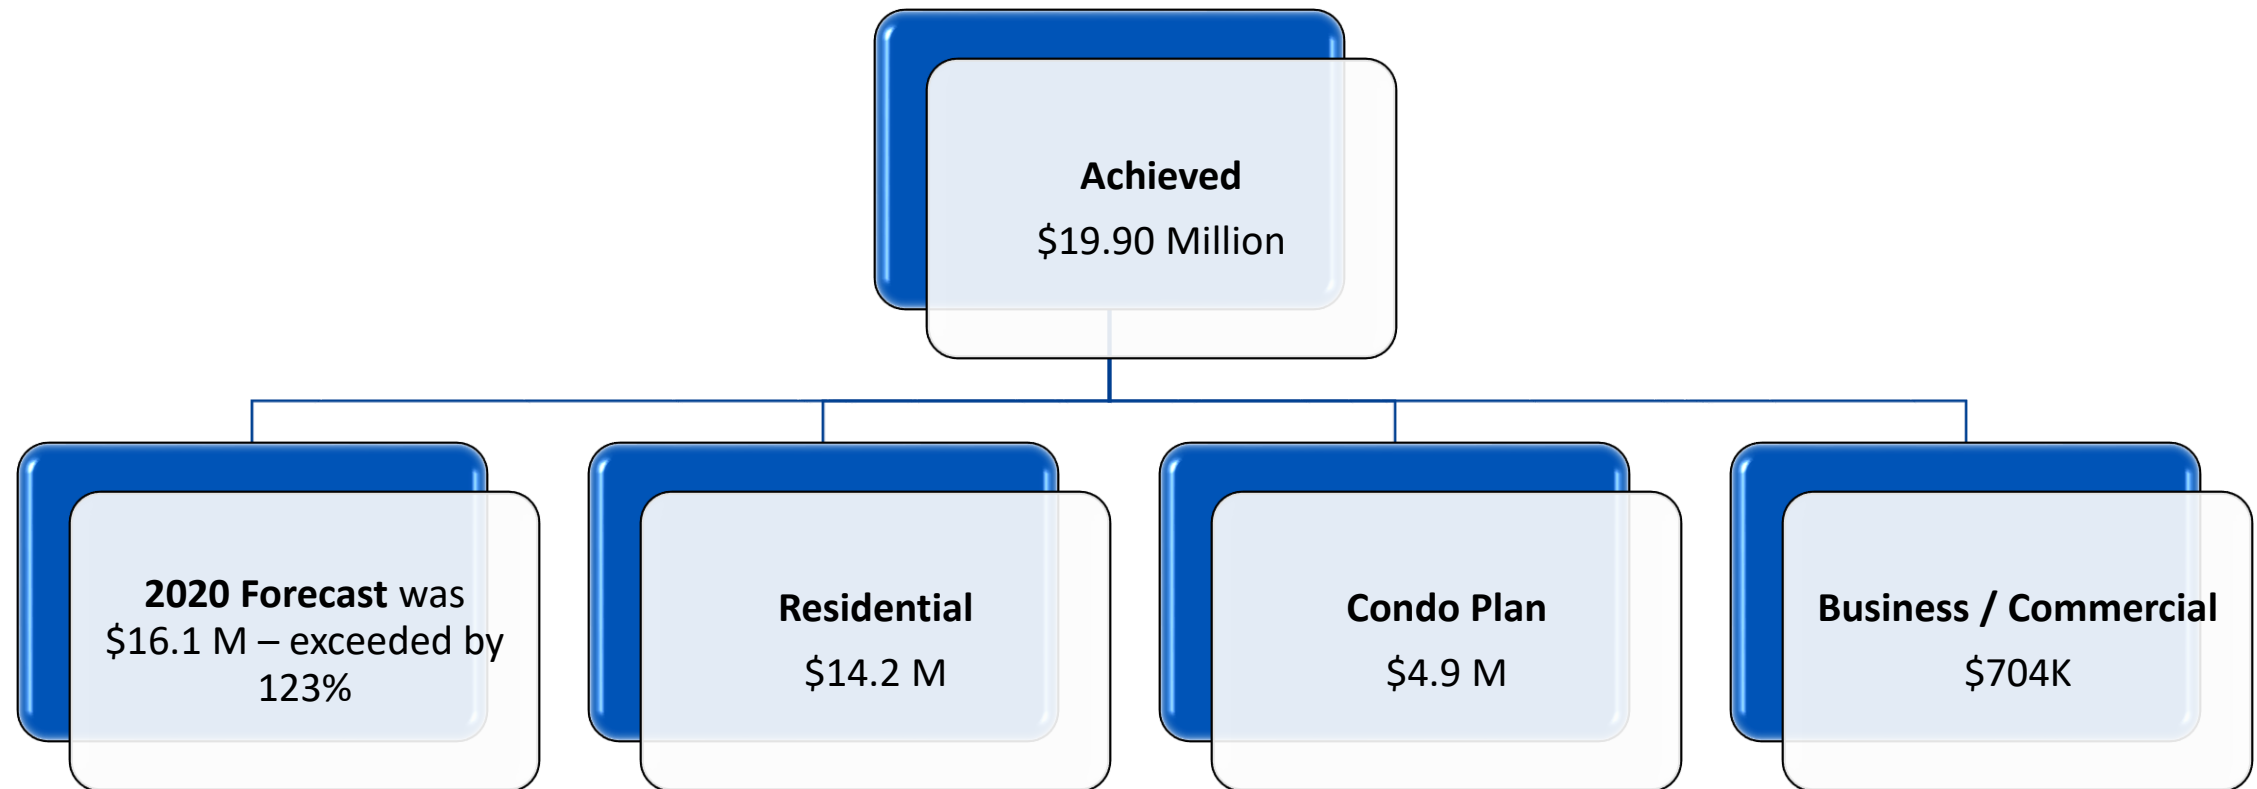 Achieved
$19.90 Million
2020 Forecast was
$16.1 M – exceeded by
123%
Residential
$14.2 M
Condo Plan
$4.9 M
Business / Commercial
$704K